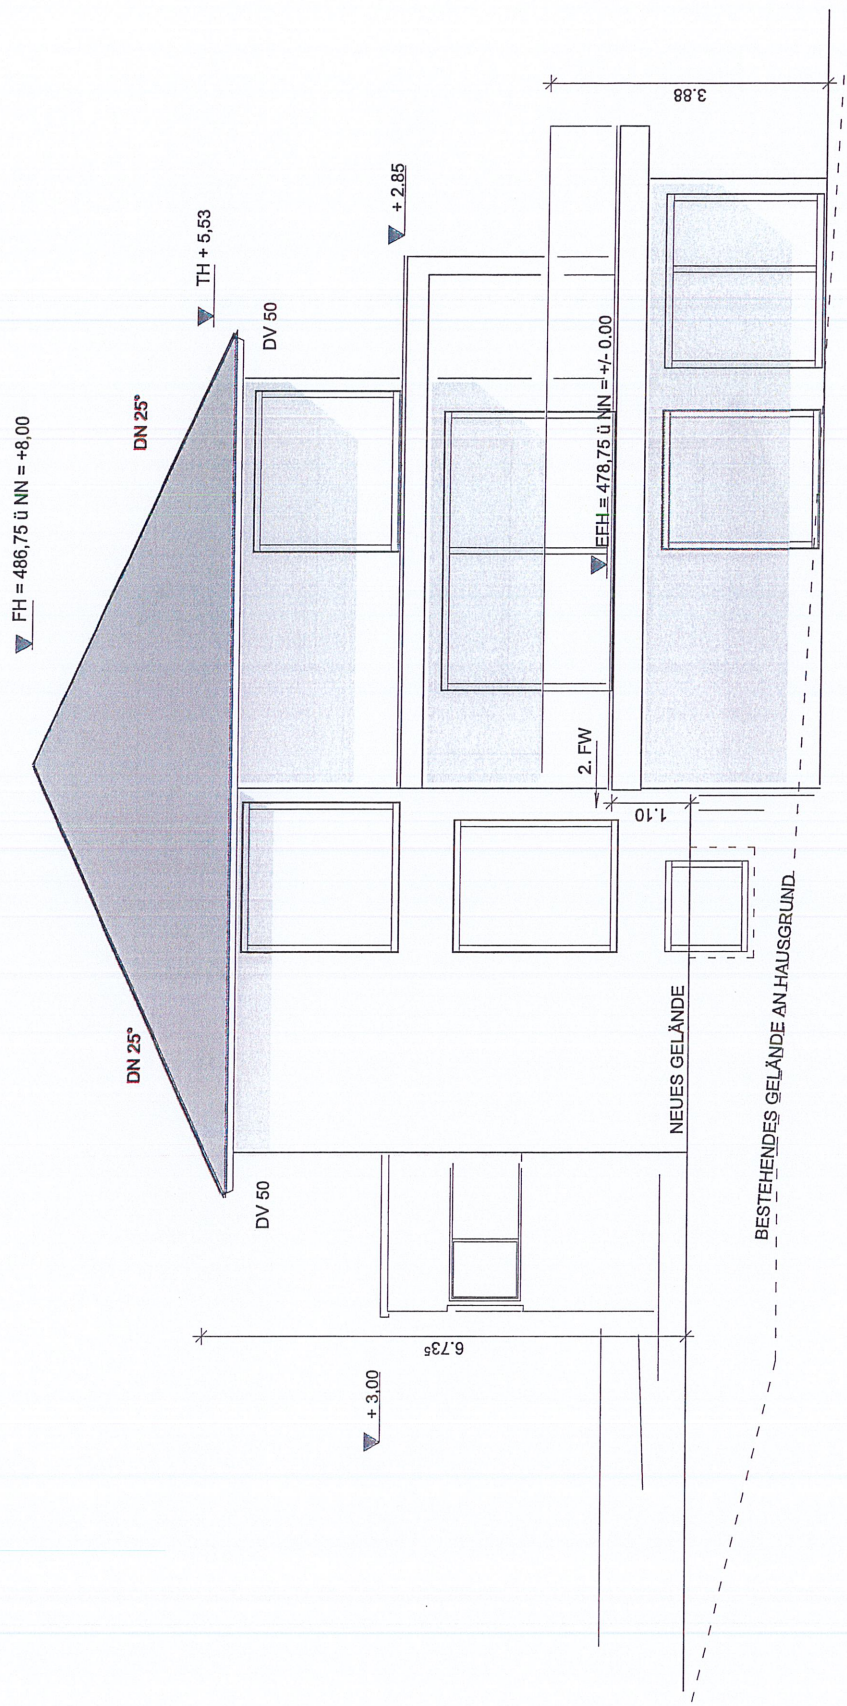 FH = 486,75 ü NN = +8,00
DN 25°
DN 25°
TH + 5,53
DV 50
DV 50
+ 2.85
+ 3,00
3.88
EFH = 478,75 ü NN = +/- 0.00
2. FW
1.10
6.73⁵
NEUES GELÄNDE
BESTEHENDES GELÄNDE AN HAUSGRUND